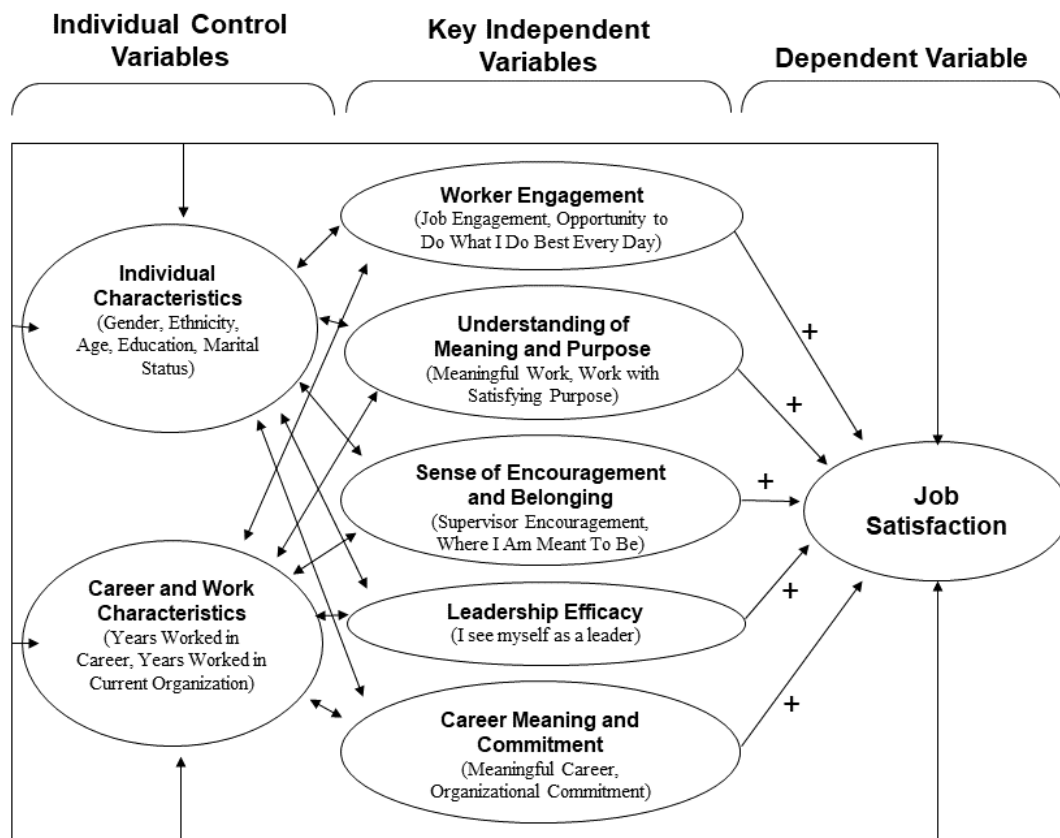 Individual Control
Variables
Key Independent
Variables
Dependent Variable
Individual
Characteristics
(Gender, Ethnicity,
Age, Education, Marital
Status)
Career and Work
Characteristics
(Years Worked in
Career, Years Worked in
Current Organization)
Worker Engagement
(Job Engagement, Opportunity to
Do What I Do Best Every Day)
Understanding of
Meaning and Purpose
(Meaningful Work, Work with
Satisfying Purpose)
Sense of Encouragement
and Belonging
(Supervisor Encouragement,
Where I Am Meant To Be)
Leadership Efficacy
(I see myself as a leader)
Career Meaning and
Commitment
(Meaningful Career,
Organizational Commitment)
+
+
+
+
+
Job
Satisfaction